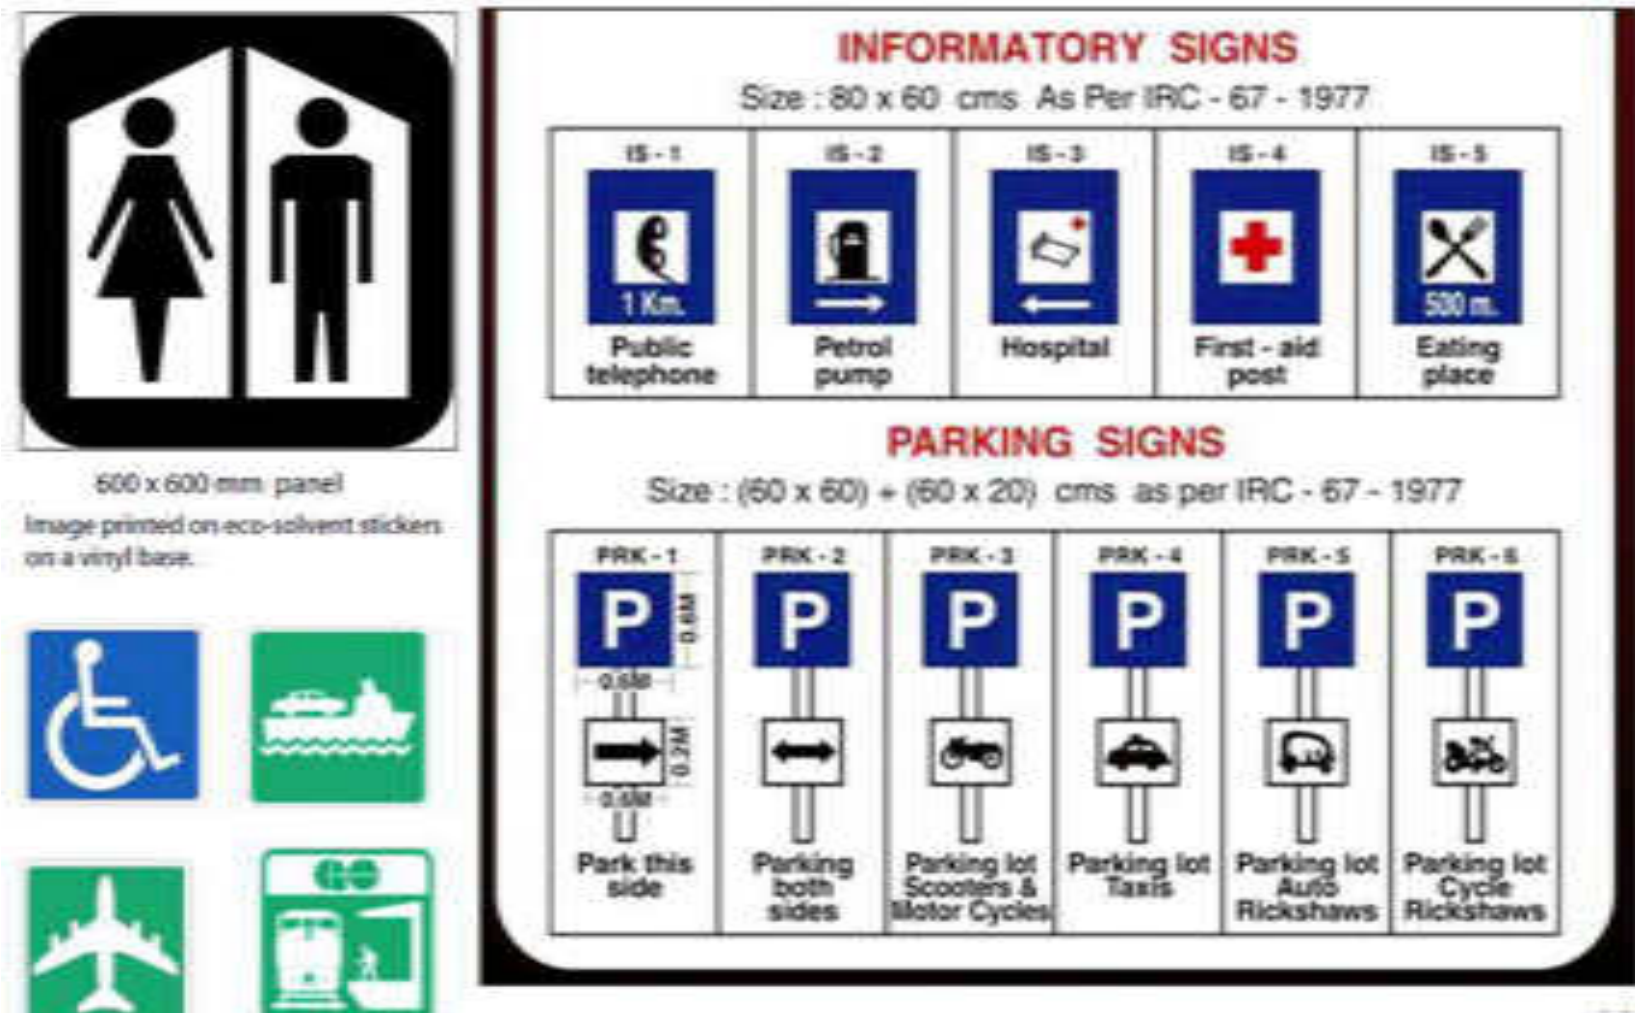 600 x 600 mm panel
Image printed on eco-solvent stickers
on a vinyl base.
GO
INFORMATORY SIGNS
Size : 80 x 60 cms As Per IRC - 67 - 1977
IS - 1
1 Km.
Public
telephone
IS - 2
Petrol
pump
IS - 3
Hospital
IS - 4
First - aid
post
IS - 5
500 m.
Eating
place
PARKING SIGNS
Size : (60 x 60) + (60 x 20) cms as per IRC - 67 - 1977
PRK - 1
P
0.6M
0.6M
0.2M
0.6M
Park this
side
PRK - 2
P
Parking
both
sides
PRK - 3
P
Parking lot
Scooters &
Motor Cycles
PRK - 4
P
Parking lot
Taxis
PRK - 5
P
Parking lot
Auto
Rickshaws
PRK - 6
P
Parking lot
Cycle
Rickshaws